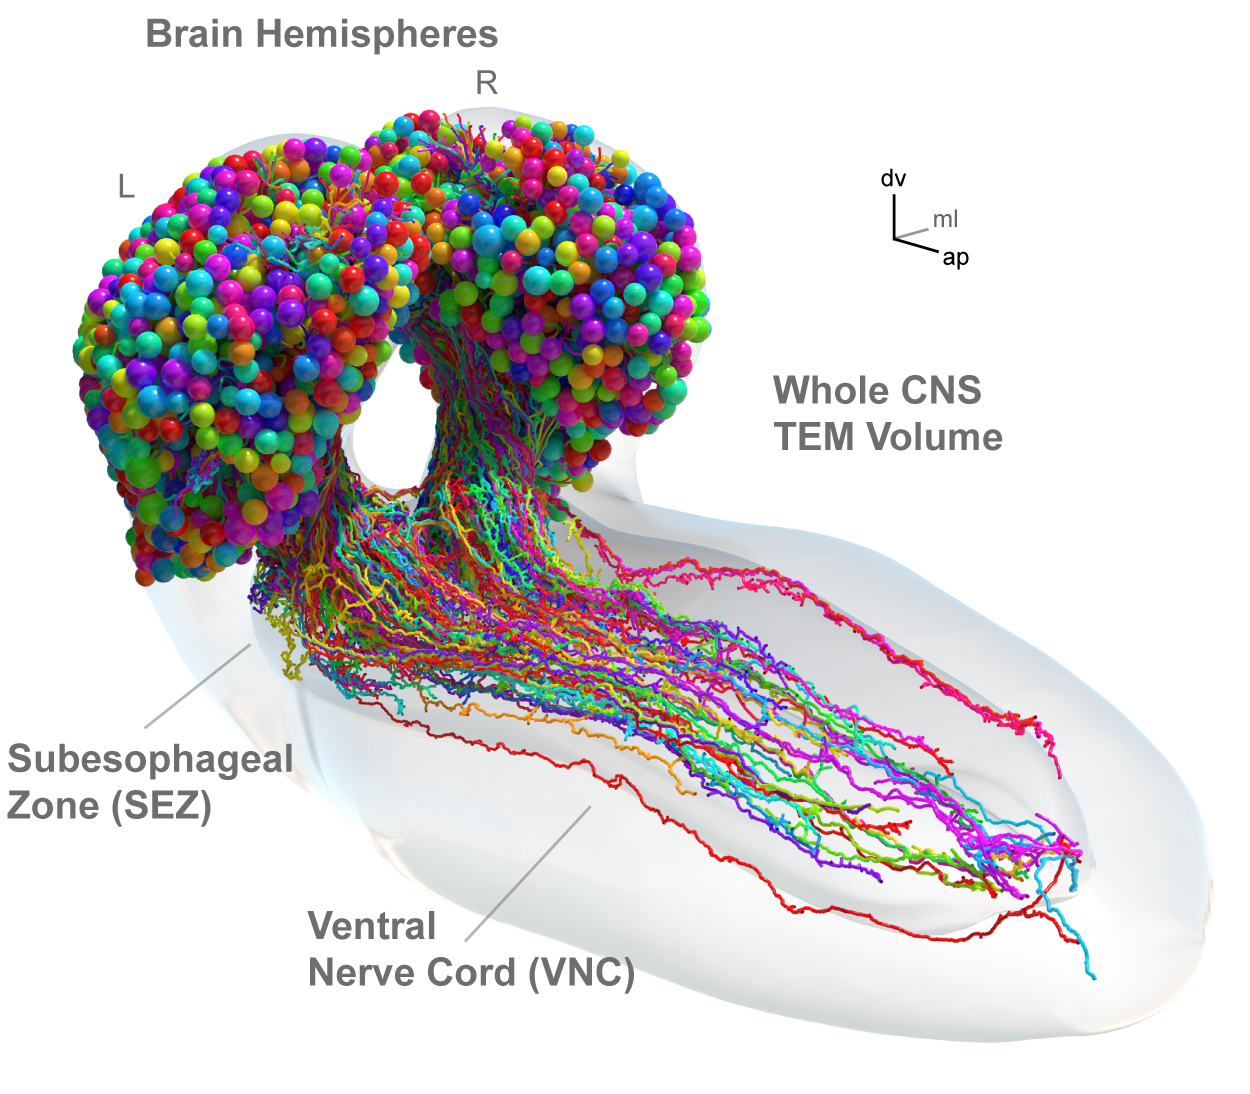 Brain Hemispheres
R
L
dv
ml
ap
Whole CNS
TEM Volume
Subesophageal
Zone (SEZ)
Ventral
Nerve Cord (VNC)